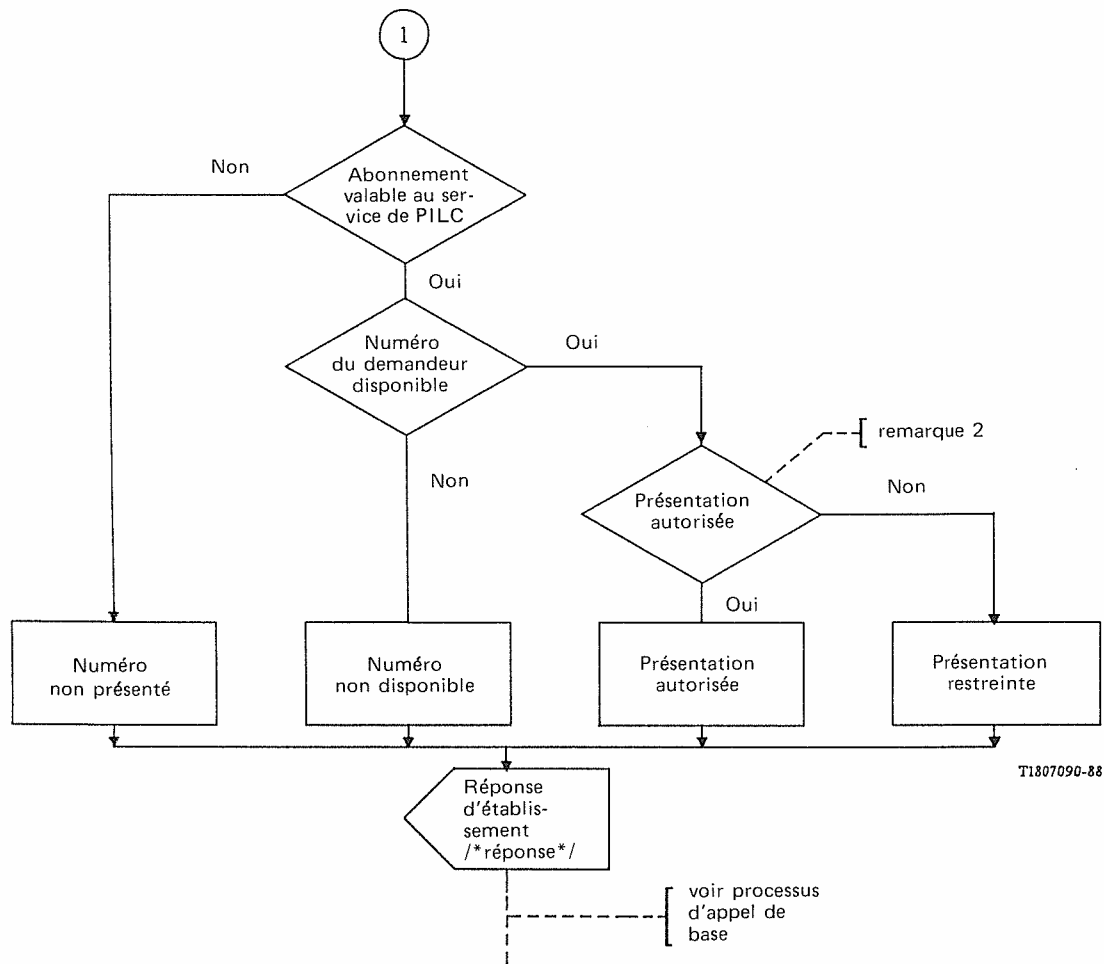 1
Non
Abonnement
valable au ser-
vice de PILC
Oui
Numéro
du demandeur
disponible
Oui
remarque 2
Non
Présentation
autorisée
Non
Oui
Numéro
non présenté
Numéro
non disponible
Présentation
autorisée
Présentation
restreinte
T1807090-88
Réponse
d'établis-
sement
/*réponse*/
voir processus
d'appel de
base